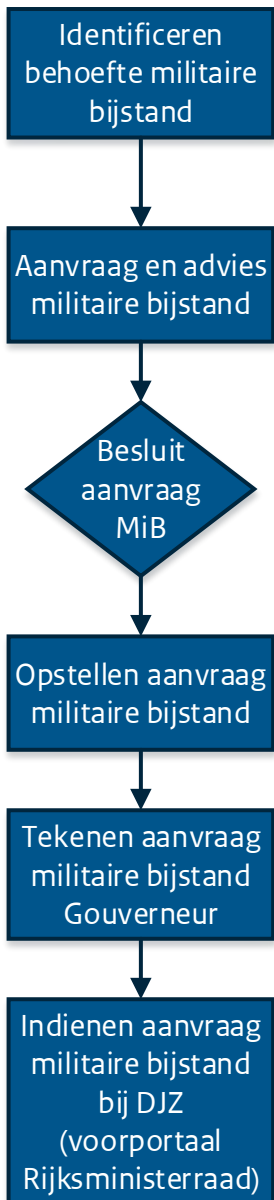 Identificeren
behoefte militaire
bijstand
Aanvraag en advies
militaire bijstand
Besluit
aanvraag
MiB
Opstellen aanvraag
militaire bijstand
Tekenen aanvraag
militaire bijstand
Gouverneur
Indienen aanvraag
militaire bijstand
bij DJZ
(voorportaal
Rijksministerraad)